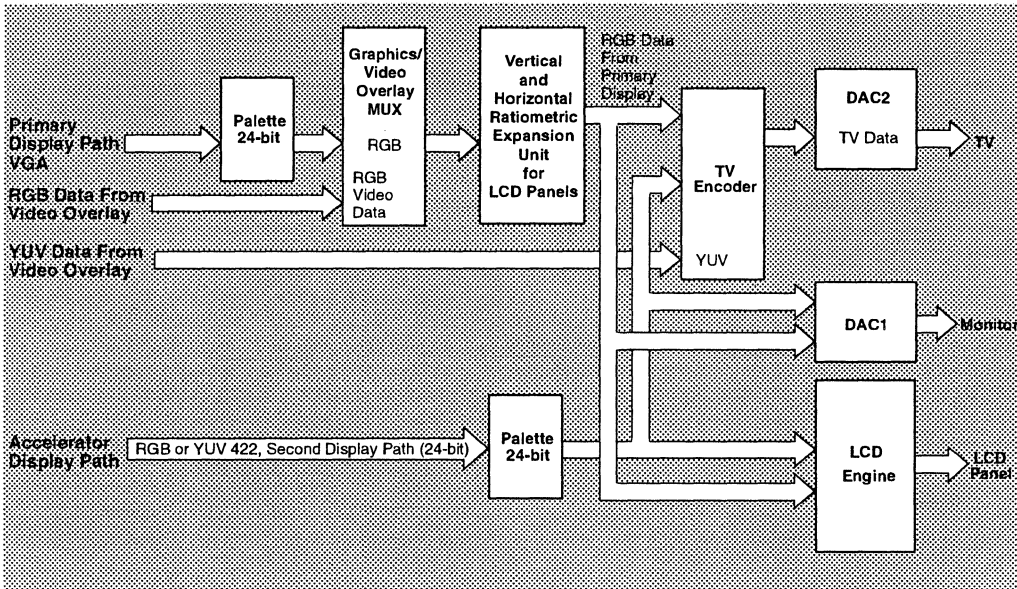 Primary
Display Path
VGA
RGB Data From
Video Overlay
YUV Data From
Video Overlay
Accelerator
Display Path
Palette
24-bit
Graphics/
Video
Overlay
MUX
RGB
RGB
Video
Data
Vertical
and
Horizontal
Ratiometric
Expansion
Unit
for
LCD Panels
RGB Data
From
Primary
Display
TV
Encoder
YUV
DAC2
TV Data
TV
DAC1
Monitor
RGB or YUV 422, Second Display Path (24-bit)
Palette
24-bit
LCD
Engine
LCD
Panel